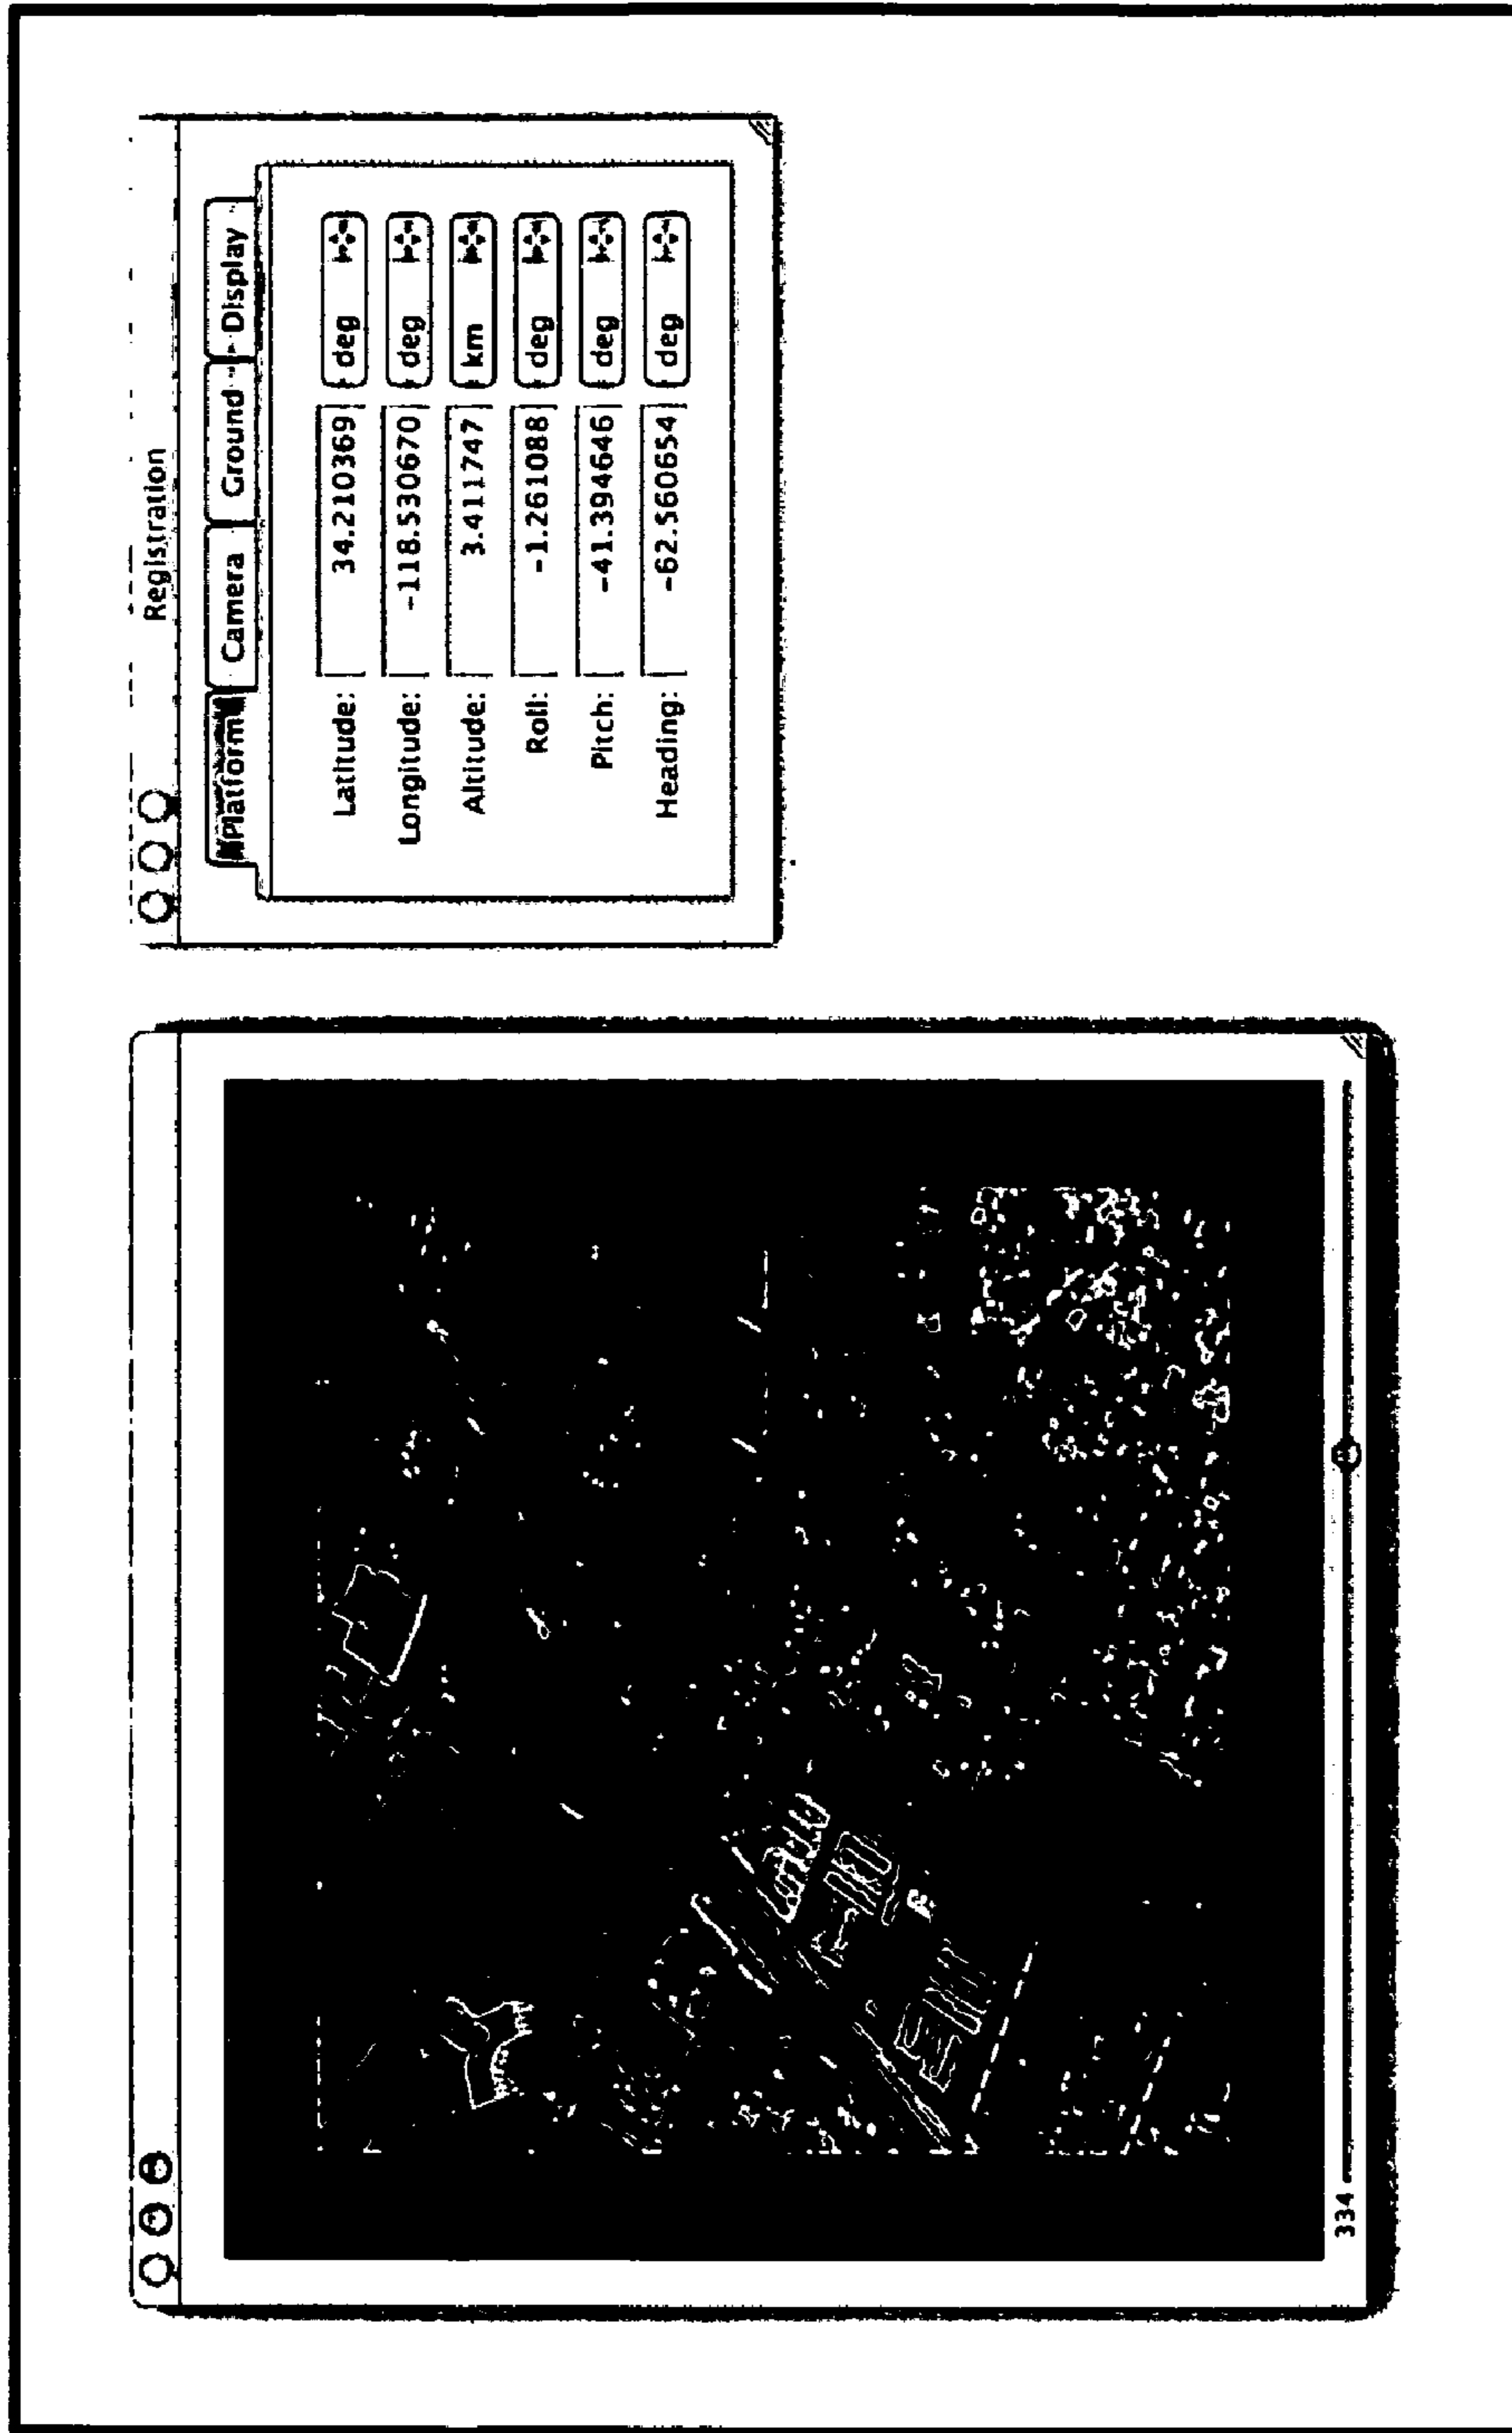 Registration
Platform Camera Ground Display
Latitude: 34.210369 deg
Longitude: -118.530670 deg
Altitude: 3.411747 km
Roll: -1.261088 deg
Pitch: -41.394646 deg
Heading: -62.560654 deg
334